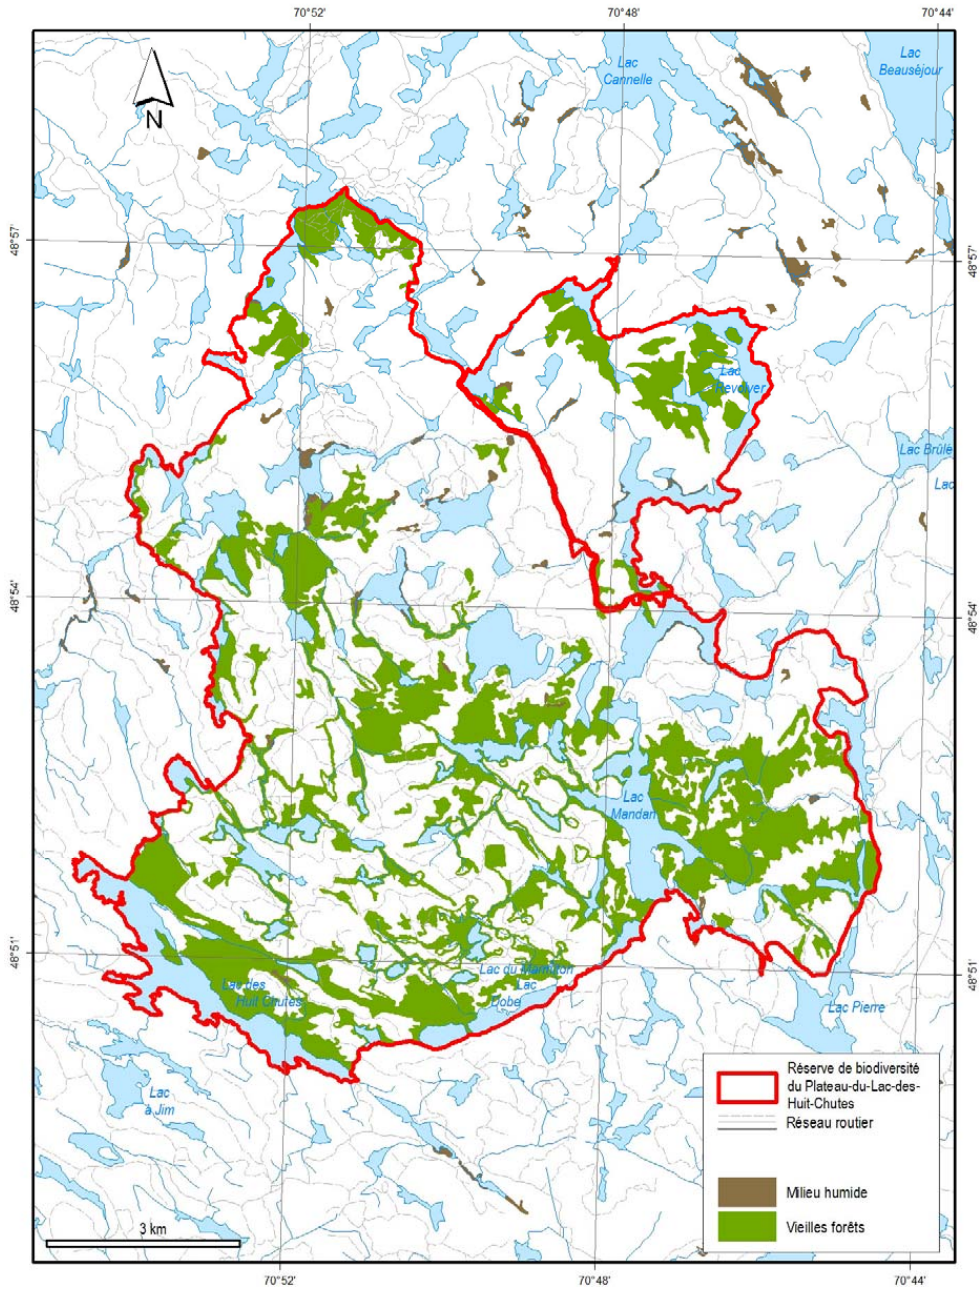 70°52'
70°48'
70°44'
Lac
Cannelle
Lac
Beauséjour
N
48°57'
48°57'
Lac
Revolver
Lac Brûlé
Lac
48°54'
48°54'
Lac
Mandan
48°51'
48°51'
Lac des
Huit Chutes
Lac du
Lac
Dobe
Lac Pierre
Lac
à Jim
Réserve de biodiversité
du Plateau-du-Lac-des-
Huit-Chutes
Réseau routier
Milieu humide
Vieilles forêts
3 km
70°52'
70°48'
70°44'